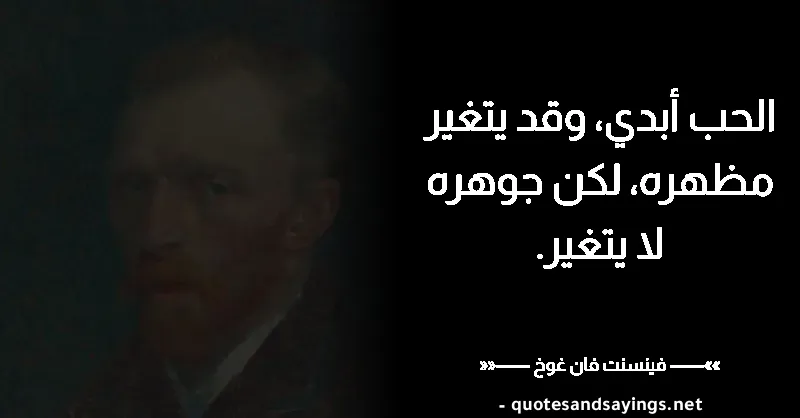 الحب أبدي، وقد يتغير
مظهره، لكن جوهره
لا يتغير.
»—— فينسنت فان غوخ ——««
- quotesandsayings.net